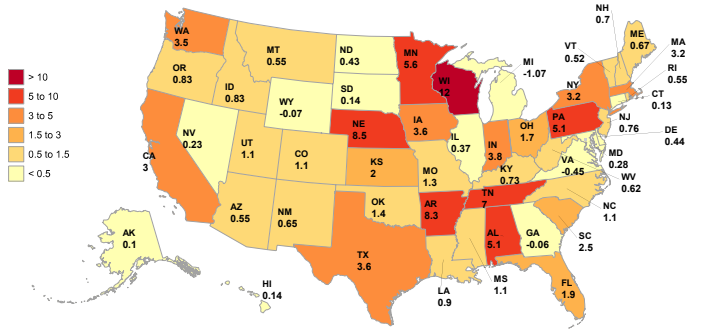 NH
0.7
WA
3.5
MT
0.55
ND
0.43
MN
5.6
VT
0.52
ME
0.67
MA
3.2
OR
0.83
ID
0.83
SD
0.14
WI
12
MI
-1.07
RI
0.55
> 10
5 to 10
3 to 5
1.5 to 3
0.5 to 1.5
< 0.5
WY
-0.07
NE
8.5
IA
3.6
NY
3.2
CT
0.13
NJ
0.76
PA
5.1
DE
0.44
NV
0.23
UT
1.1
CO
1.1
KS
2
MO
1.3
IL
0.37
IN
3.8
OH
1.7
KY
0.73
VA
-0.45
MD
0.28
WV
0.62
CA
3
AZ
0.55
NM
0.65
OK
1.4
AR
8.3
TN
7
NC
1.1
SC
2.5
TX
3.6
AL
5.1
GA
-0.06
AK
0.1
HI
0.14
LA
0.9
MS
1.1
FL
1.9